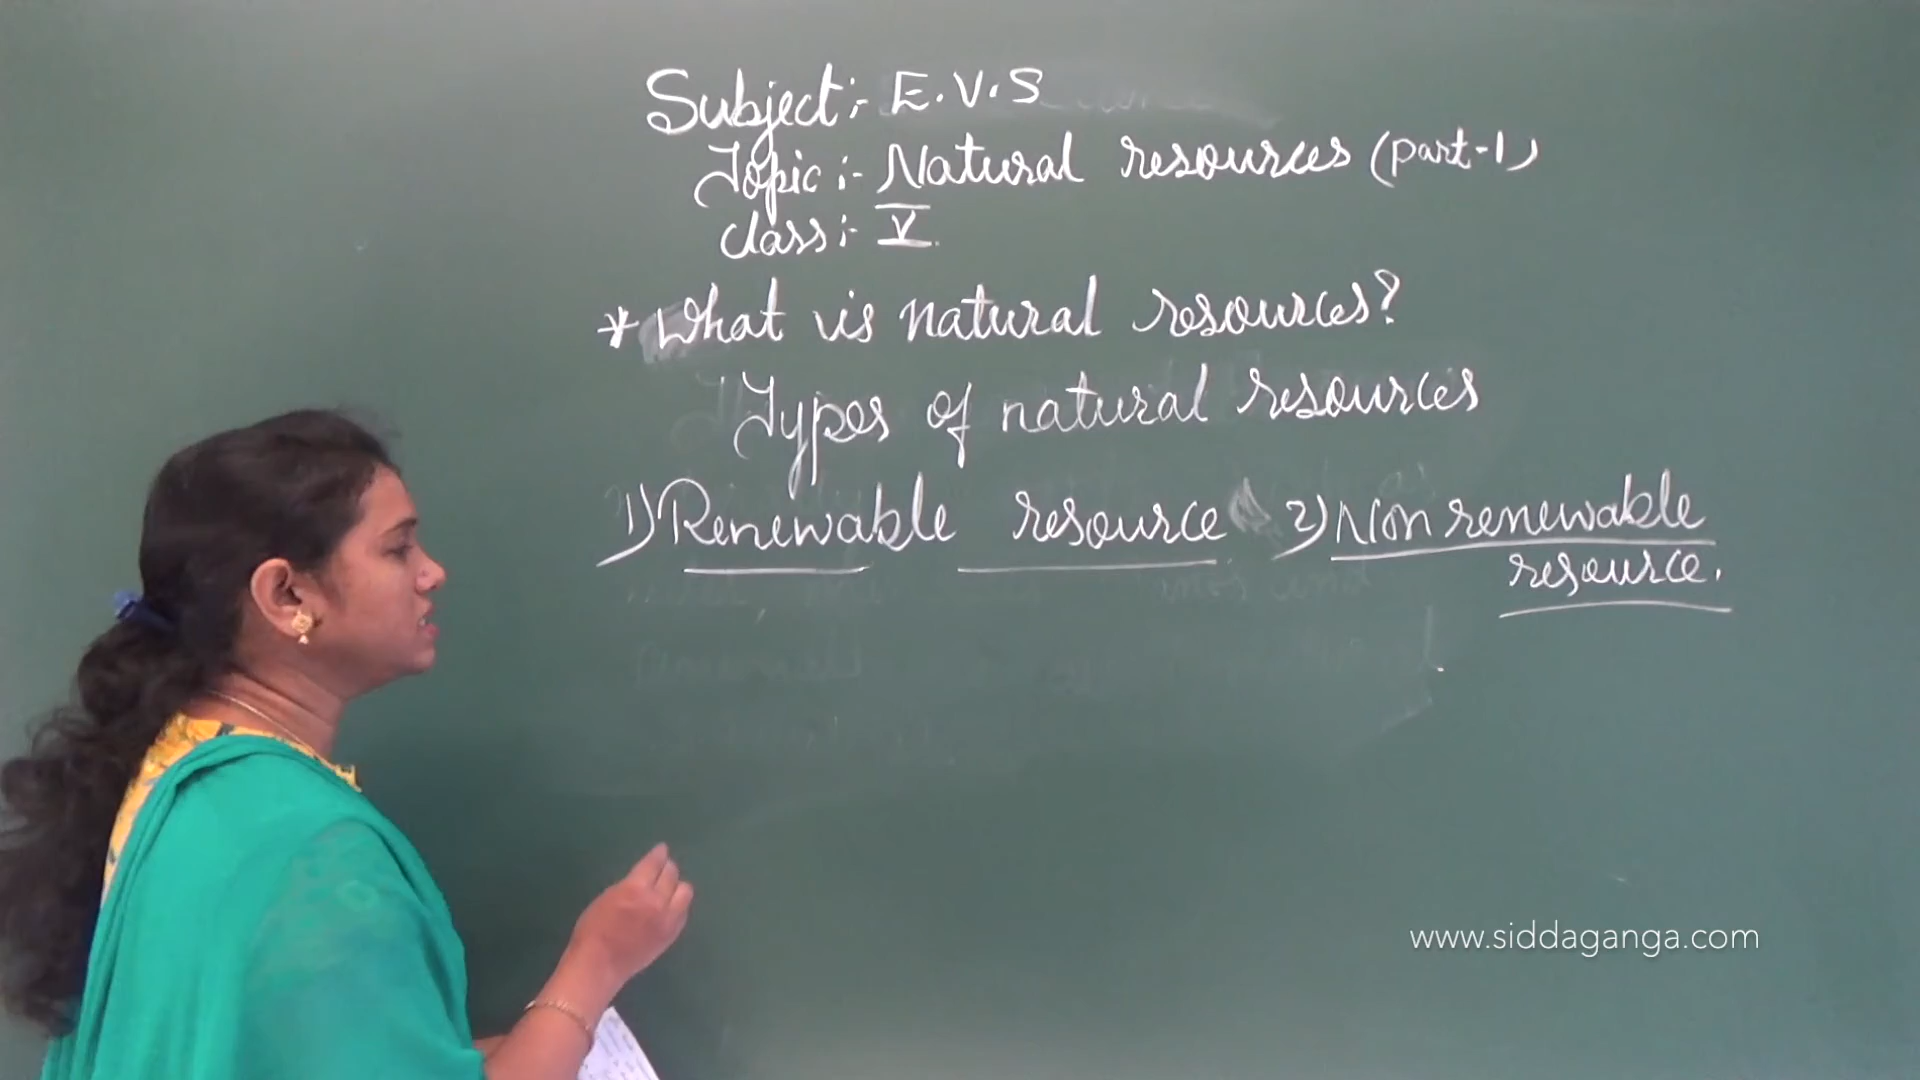 Subject:- E.V.S
Topic:- Natural resources (part-1)
class:- V
* What is natural resources?
Types of natural resources
1) Renewable resource 2) Non renewable
resource.
www.siddaganga.com